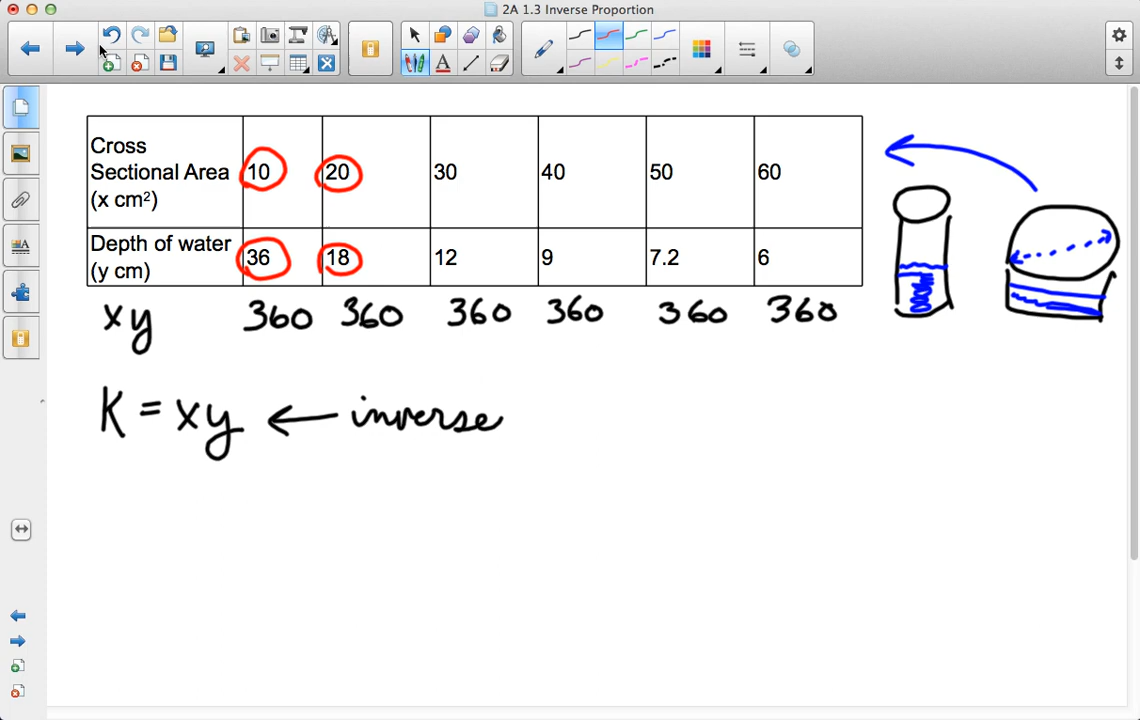 2A 1.3 Inverse Proportion
Cross
Sectional Area 10 20 30 40 50 60
(x cm²)
Depth of water 36 18 12 9 7.2 6
(y cm)
xy 360 360 360 360 360 360
K = xy ← inverse